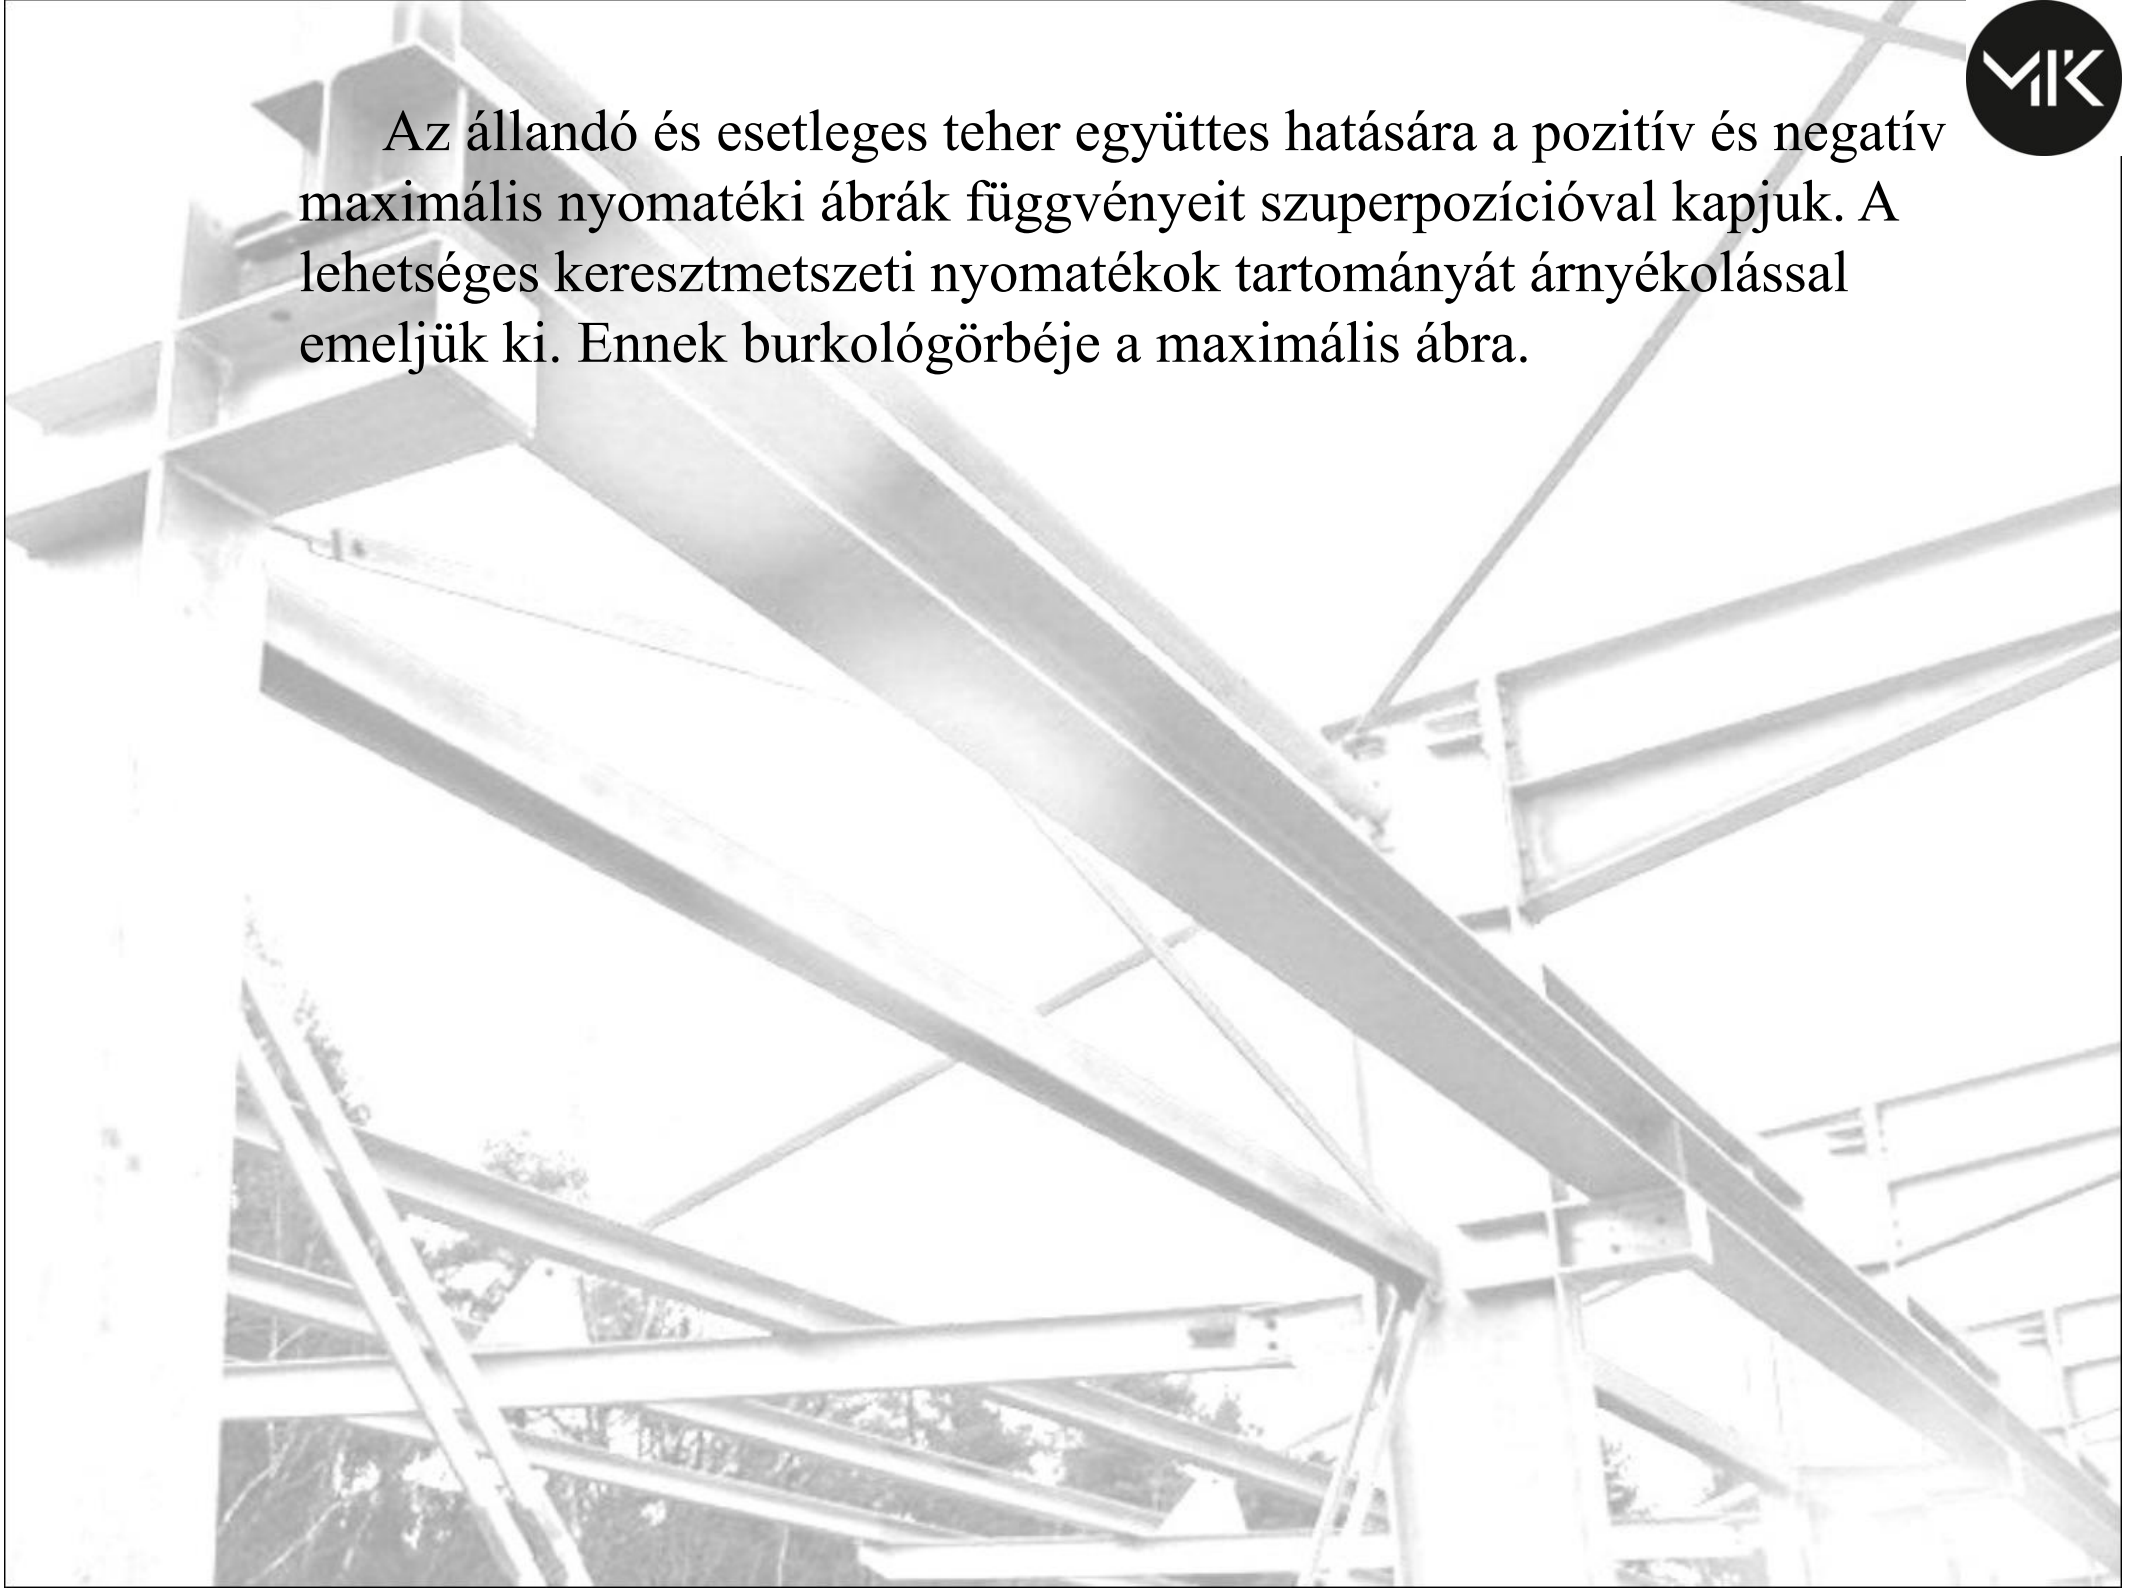 MIK
Az állandó és esetleges teher együttes hatására a pozitív és negatív
maximális nyomatéki ábrák függvényeit szuperpozícióval kapjuk. A
lehetséges keresztmetszeti nyomatékok tartományát árnyékolással
emeljük ki. Ennek burkológörbéje a maximális ábra.